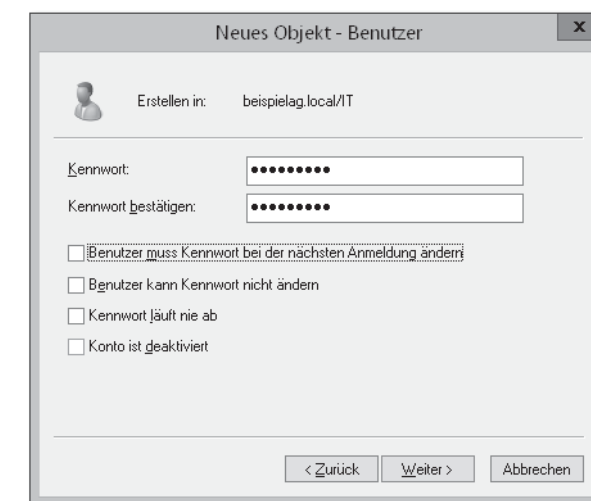 Neues Objekt - Benutzer
x
Erstellen in: beispielag.local/IT
Kennwort: •••••••••
Kennwort bestätigen: •••••••••
Benutzer muss Kennwort bei der nächsten Anmeldung ändern
Benutzer kann Kennwort nicht ändern
Kennwort läuft nie ab
Konto ist deaktiviert
< Zurück Weiter > Abbrechen